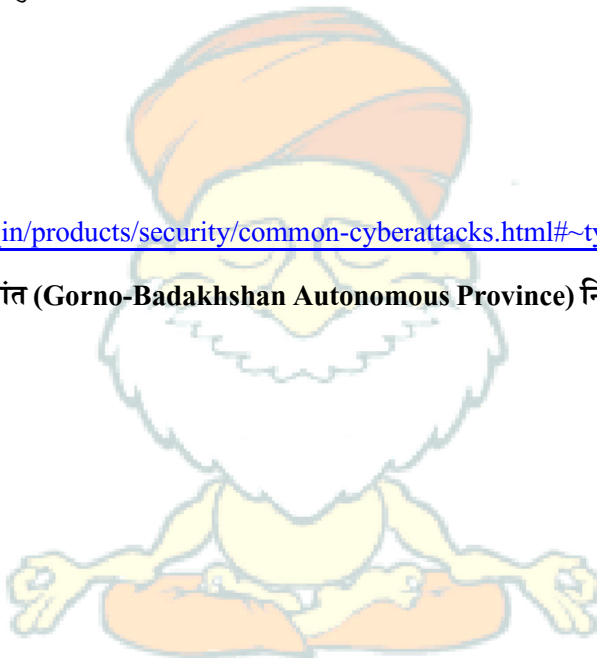 in/products/security/common-cyberattacks.html#~ty
ांत (Gorno-Badakhshan Autonomous Province) नि